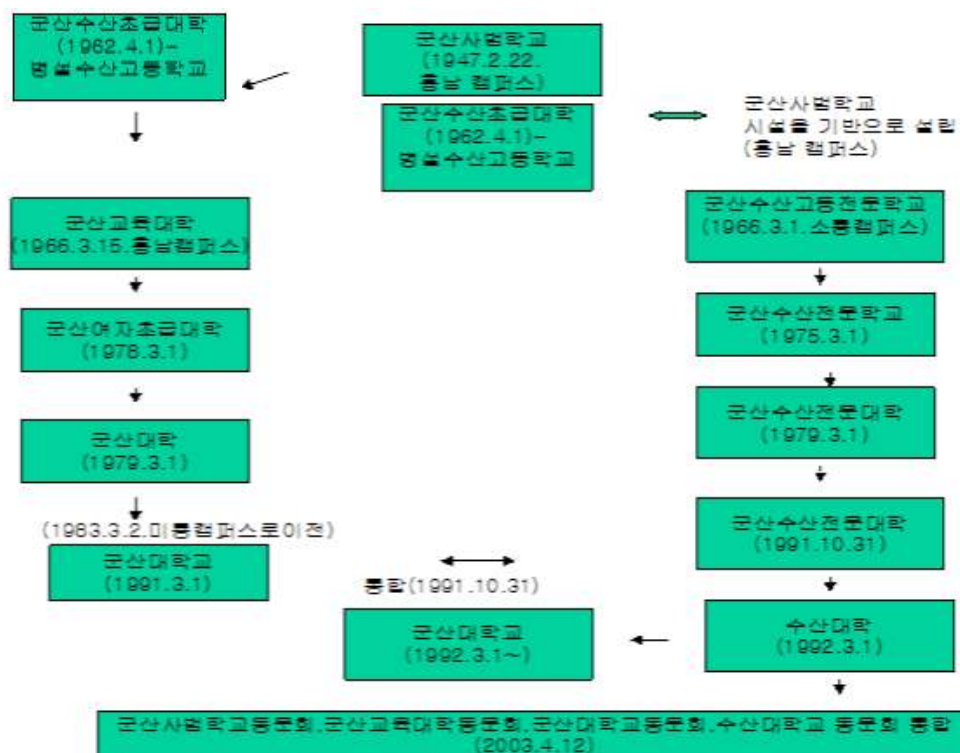 군산수산초급대학
(1962.4.1)-
병설수산고등학교
군산사범학교
(1947.2.22.
흥남 캠퍼스)
군산수산초급대학
(1962.4.1)-
병설수산고등학교
군산사범학교
시설을 기반으로 설립
(흥남 캠퍼스)
군산교육대학
(1966.3.15.흥남캠퍼스)
군산수산고등전문학교
(1966.3.1.소룡캠퍼스)
군산여자초급대학
(1978.3.1)
군산수산전문학교
(1975.3.1)
군산대학
(1979.3.1)
군산수산전문대학
(1979.3.1)
(1983.3.2.미룡캠퍼스로이전)
군산대학교
(1991.3.1)
군산수산전문대학
(1991.10.31)
통합(1991.10.31)
군산대학교
(1992.3.1~)
수산대학
(1992.3.1)
군산사범학교동문회,군산교육대학동문회,군산대학교동문회,수산대학교 동문회 통합
(2003.4.12)